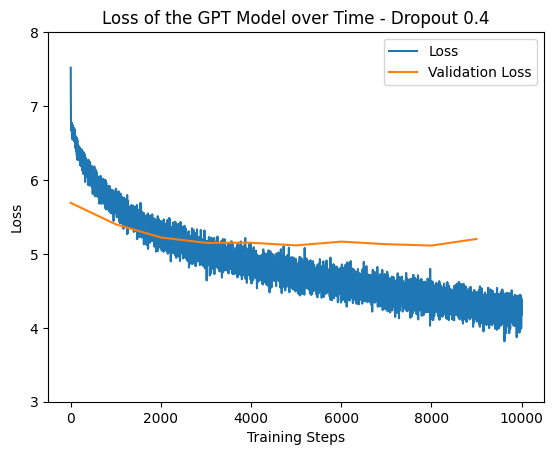 Loss of the GPT Model over Time - Dropout 0.4
Loss
Validation Loss
8
7
6
5
4
3
Loss
0
2000
4000
6000
8000
10000
Training Steps